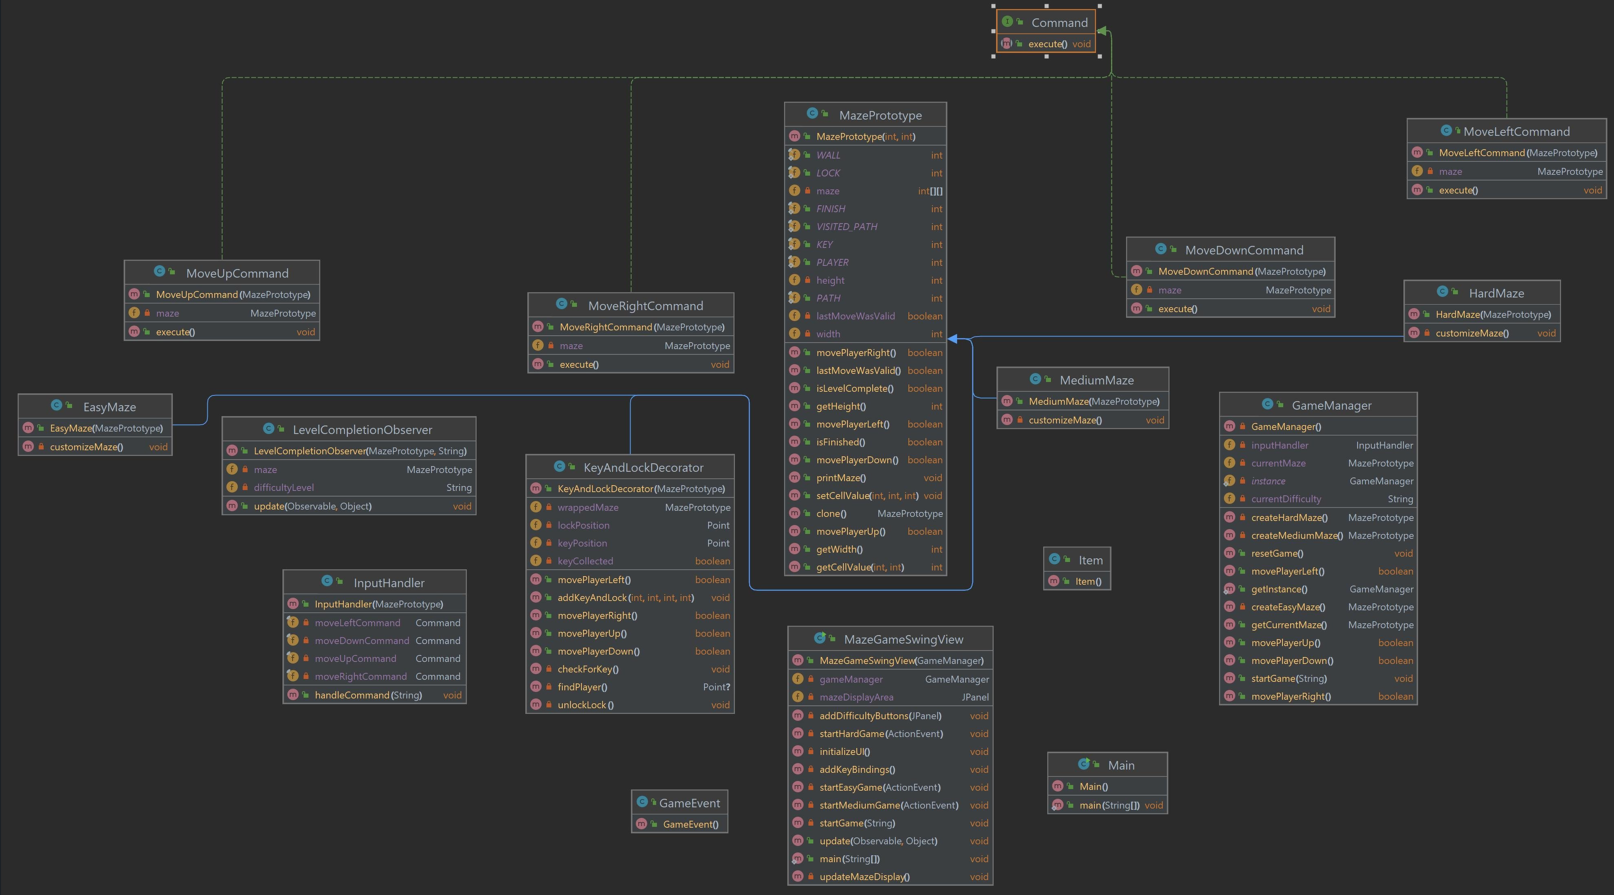 Command
execute() void
MazePrototype
MazePrototype(int, int)
WALL int
LOCK int
maze int[][]
FINISH int
VISITED_PATH int
KEY int
PLAYER int
height int
PATH int
lastMoveWasValid boolean
width int
movePlayerRight() boolean
lastMoveWasValid() boolean
isLevelComplete() boolean
getHeight() int
movePlayerLeft() boolean
isFinished() boolean
movePlayerDown() boolean
printMaze() void
setCellValue(int, int, int) void
clone() MazePrototype
movePlayerUp() boolean
getWidth() int
getCellValue(int, int) int
MoveLeftCommand
MoveLeftCommand(MazePrototype)
maze MazePrototype
execute() void
MoveDownCommand
MoveDownCommand(MazePrototype)
maze MazePrototype
execute() void
MoveUpCommand
MoveUpCommand(MazePrototype)
maze MazePrototype
execute() void
MoveRightCommand
MoveRightCommand(MazePrototype)
maze MazePrototype
execute() void
HardMaze
HardMaze(MazePrototype)
customizeMaze() void
MediumMaze
MediumMaze(MazePrototype)
customizeMaze() void
EasyMaze
EasyMaze(MazePrototype)
customizeMaze() void
LevelCompletionObserver
LevelCompletionObserver(MazePrototype, String)
maze MazePrototype
difficultyLevel String
update(Observable, Object) void
KeyAndLockDecorator
KeyAndLockDecorator(MazePrototype)
wrappedMaze MazePrototype
lockPosition Point
keyPosition Point
keyCollected boolean
movePlayerLeft() boolean
addKeyAndLock(int, int, int, int) void
movePlayerRight() boolean
movePlayerUp() boolean
movePlayerDown() boolean
checkForKey() void
findPlayer() Point?
unlockLock() void
GameManager
GameManager()
inputHandler InputHandler
currentMaze MazePrototype
instance GameManager
currentDifficulty String
createHardMaze() MazePrototype
createMediumMaze() MazePrototype
resetGame() void
movePlayerLeft() boolean
getInstance() GameManager
createEasyMaze() MazePrototype
getCurrentMaze() MazePrototype
movePlayerUp() boolean
movePlayerDown() boolean
startGame(String) void
movePlayerRight() boolean
Item
Item()
InputHandler
InputHandler(MazePrototype)
moveLeftCommand Command
moveDownCommand Command
moveUpCommand Command
moveRightCommand Command
handleCommand(String) void
MazeGameSwingView
MazeGameSwingView(GameManager)
gameManager GameManager
mazeDisplayArea JPanel
addDifficultyButtons(JPanel) void
startHardGame(ActionEvent) void
initializeUI() void
addKeyBindings() void
startEasyGame(ActionEvent) void
startMediumGame(ActionEvent) void
startGame(String) void
update(Observable, Object) void
main(String[]) void
updateMazeDisplay() void
Main
Main()
main(String[]) void
GameEvent
GameEvent()